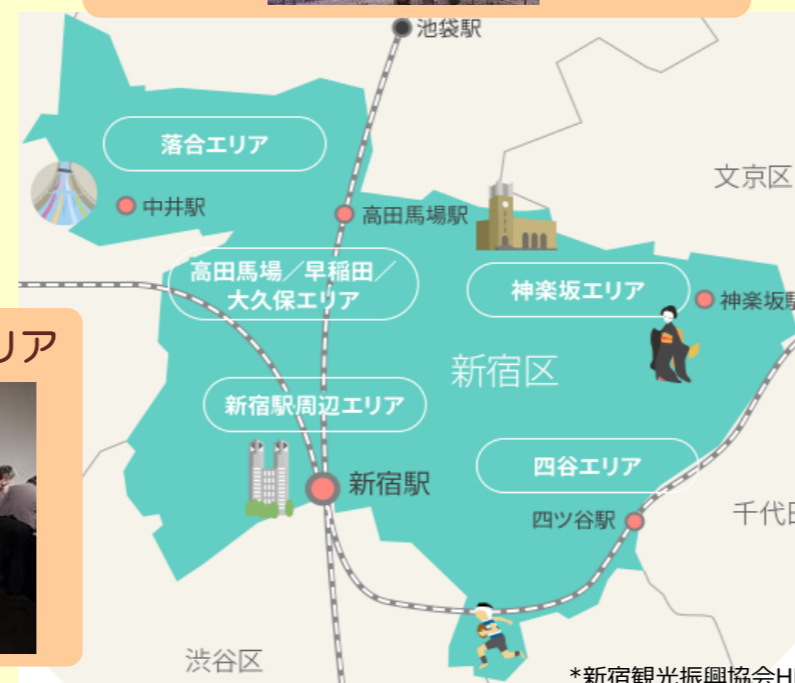 池袋駅
落合エリア
文京区
中井駅
高田馬場駅
高田馬場／早稲田／
大久保エリア
神楽坂エリア
神楽坂駅
リア
新宿区
新宿駅周辺エリア
四谷エリア
新宿駅
四ツ谷駅
千代田
渋谷区
*新宿観光振興協会H